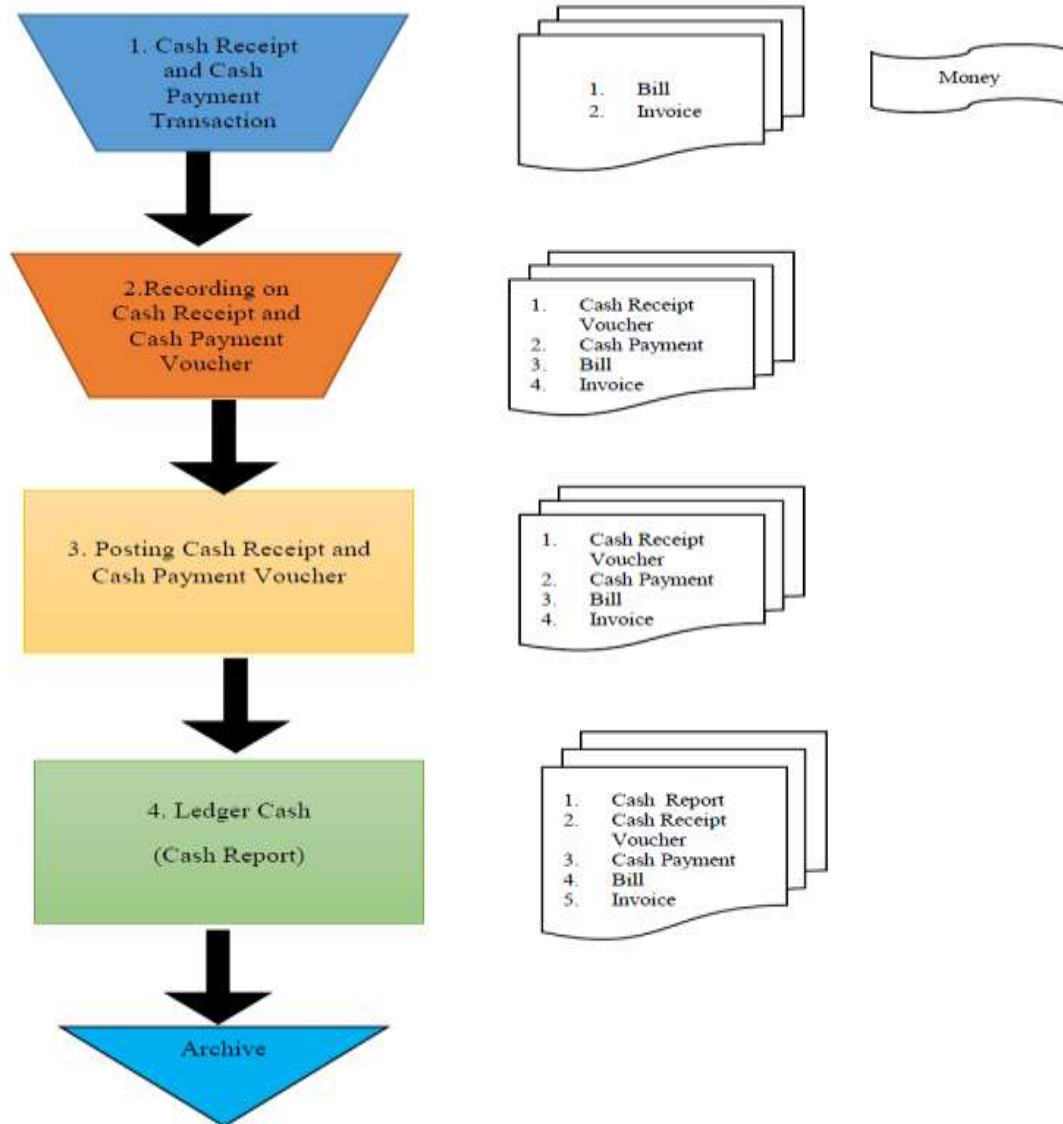 1. Cash Receipt
and Cash
Payment
Transaction
1. Bill
2. Invoice
Money
2.Recording on
Cash Receipt and
Cash Payment
Voucher
1. Cash Receipt
Voucher
2. Cash Payment
3. Bill
4. Invoice
3. Posting Cash Receipt and
Cash Payment Voucher
1. Cash Receipt
Voucher
2. Cash Payment
3. Bill
4. Invoice
4. Ledger Cash
(Cash Report)
1. Cash Report
2. Cash Receipt
Voucher
3. Cash Payment
4. Bill
5. Invoice
Archive